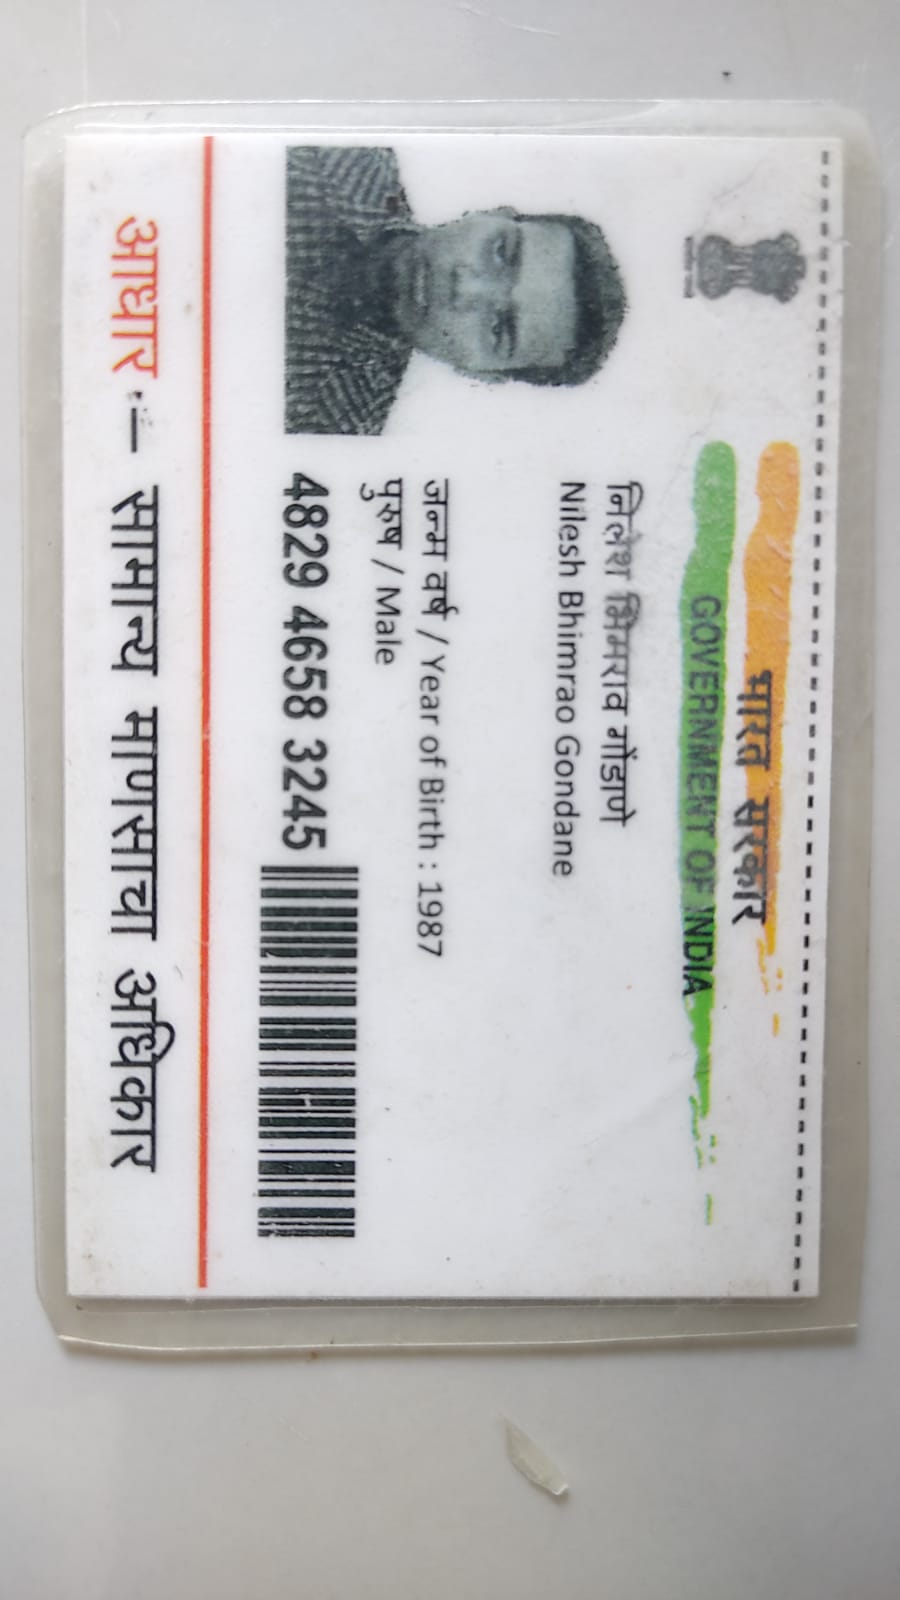 भारत सरकार
GOVERNMENT OF INDIA
निलेश भिमराव गोंडाणे
Nilesh Bhimrao Gondane
जन्म वर्ष / Year of Birth : 1987
पुरुष / Male
4829 4658 3245
आधार – सामान्य माणसाचा अधिकार